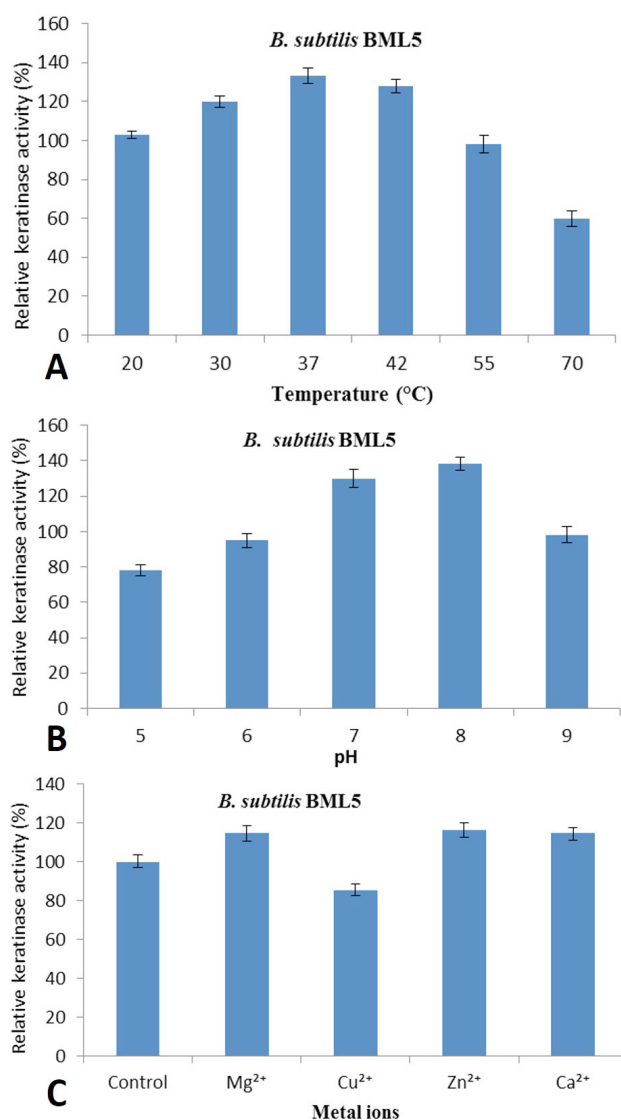 B. subtilis BML5
Relative keratinase activity (%)
160
140
120
100
80
60
40
20
0
20 30 37 42 55 70
A
Temperature (°C)
B. subtilis BML5
Relative keratinase activity (%)
160
140
120
100
80
60
40
20
0
5 6 7 8 9
B
pH
B. subtilis BML5
Relative keratinase activity (%)
140
120
100
80
60
40
20
0
Control Mg²⁺ Cu²⁺ Zn²⁺ Ca²⁺
C
Metal ions